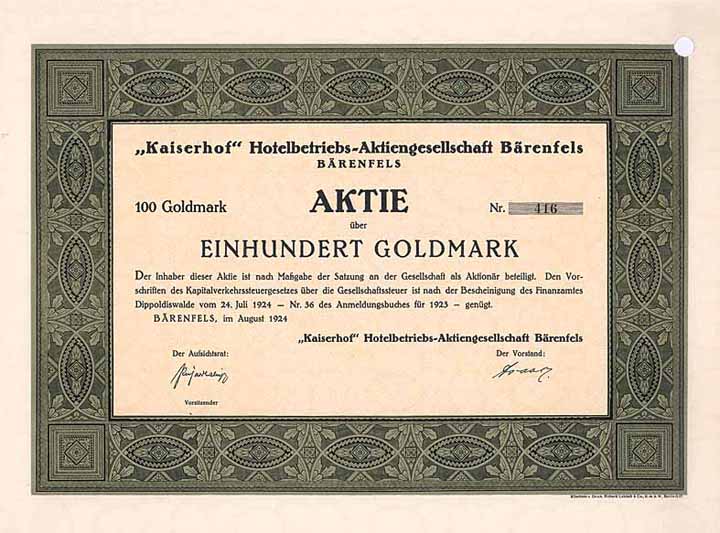 „Kaiserhof" Hotelbetriebs-Aktiengesellschaft Bärenfels
BÄRENFELS
100 Goldmark AKTIE Nr. 416
über
EINHUNDERT GOLDMARK
Der Inhaber dieser Aktie ist nach Maßgabe der Satzung an der Gesellschaft als Aktionär beteiligt. Den Vor-
schriften des Kapitalverkehrssteuergesetzes über die Gesellschaftssteuer ist nach der Bescheinigung des Finanzamtes
Dippoldiswalde vom 24. Juli 1924 — Nr. 36 des Anmeldungsbuches für 1923 — genügt.
BÄRENFELS, im August 1924
„Kaiserhof" Hotelbetriebs-Aktiengesellschaft Bärenfels
Der Aufsichtsrat: Der Vorstand:
Vorsitzender